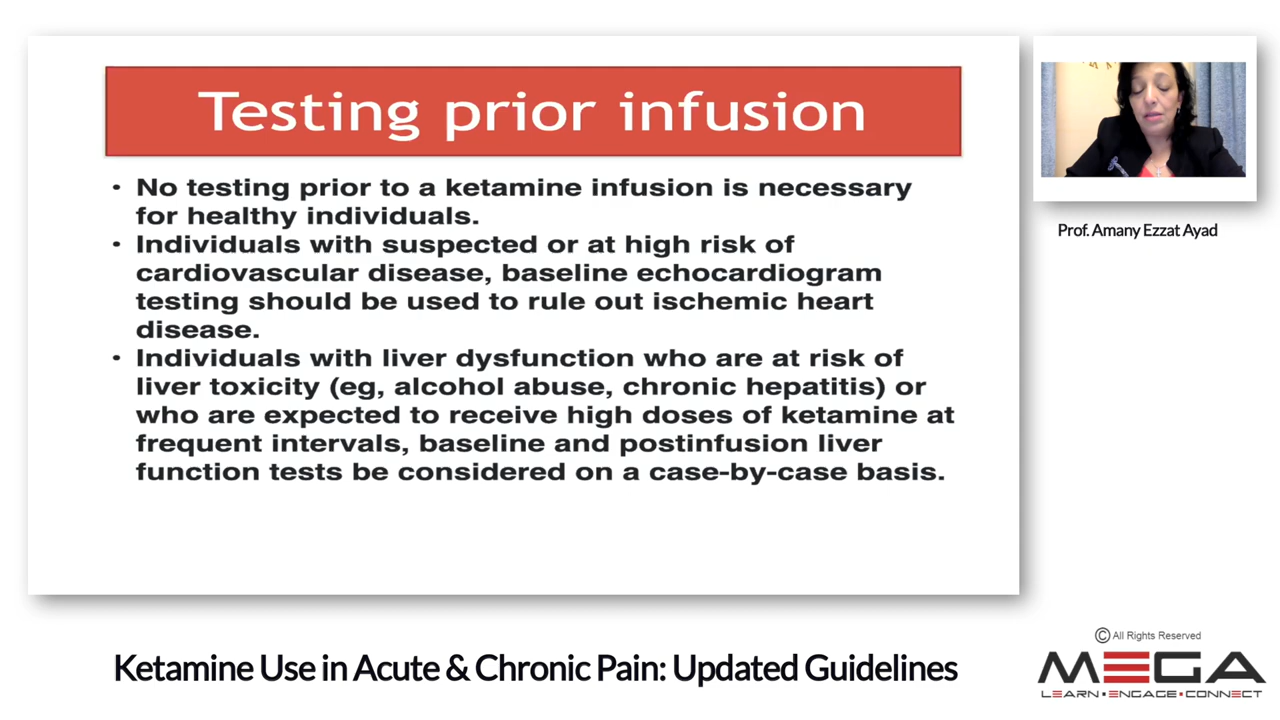 Testing prior infusion
• No testing prior to a ketamine infusion is necessary
for healthy individuals.
• Individuals with suspected or at high risk of
cardiovascular disease, baseline echocardiogram
testing should be used to rule out ischemic heart
disease.
• Individuals with liver dysfunction who are at risk of
liver toxicity (eg, alcohol abuse, chronic hepatitis) or
who are expected to receive high doses of ketamine at
frequent intervals, baseline and postinfusion liver
function tests be considered on a case-by-case basis.
Prof. Amany Ezzat Ayad
Ketamine Use in Acute & Chronic Pain: Updated Guidelines
© All Rights Reserved
MEGA
LEARN • ENGAGE • CONNECT